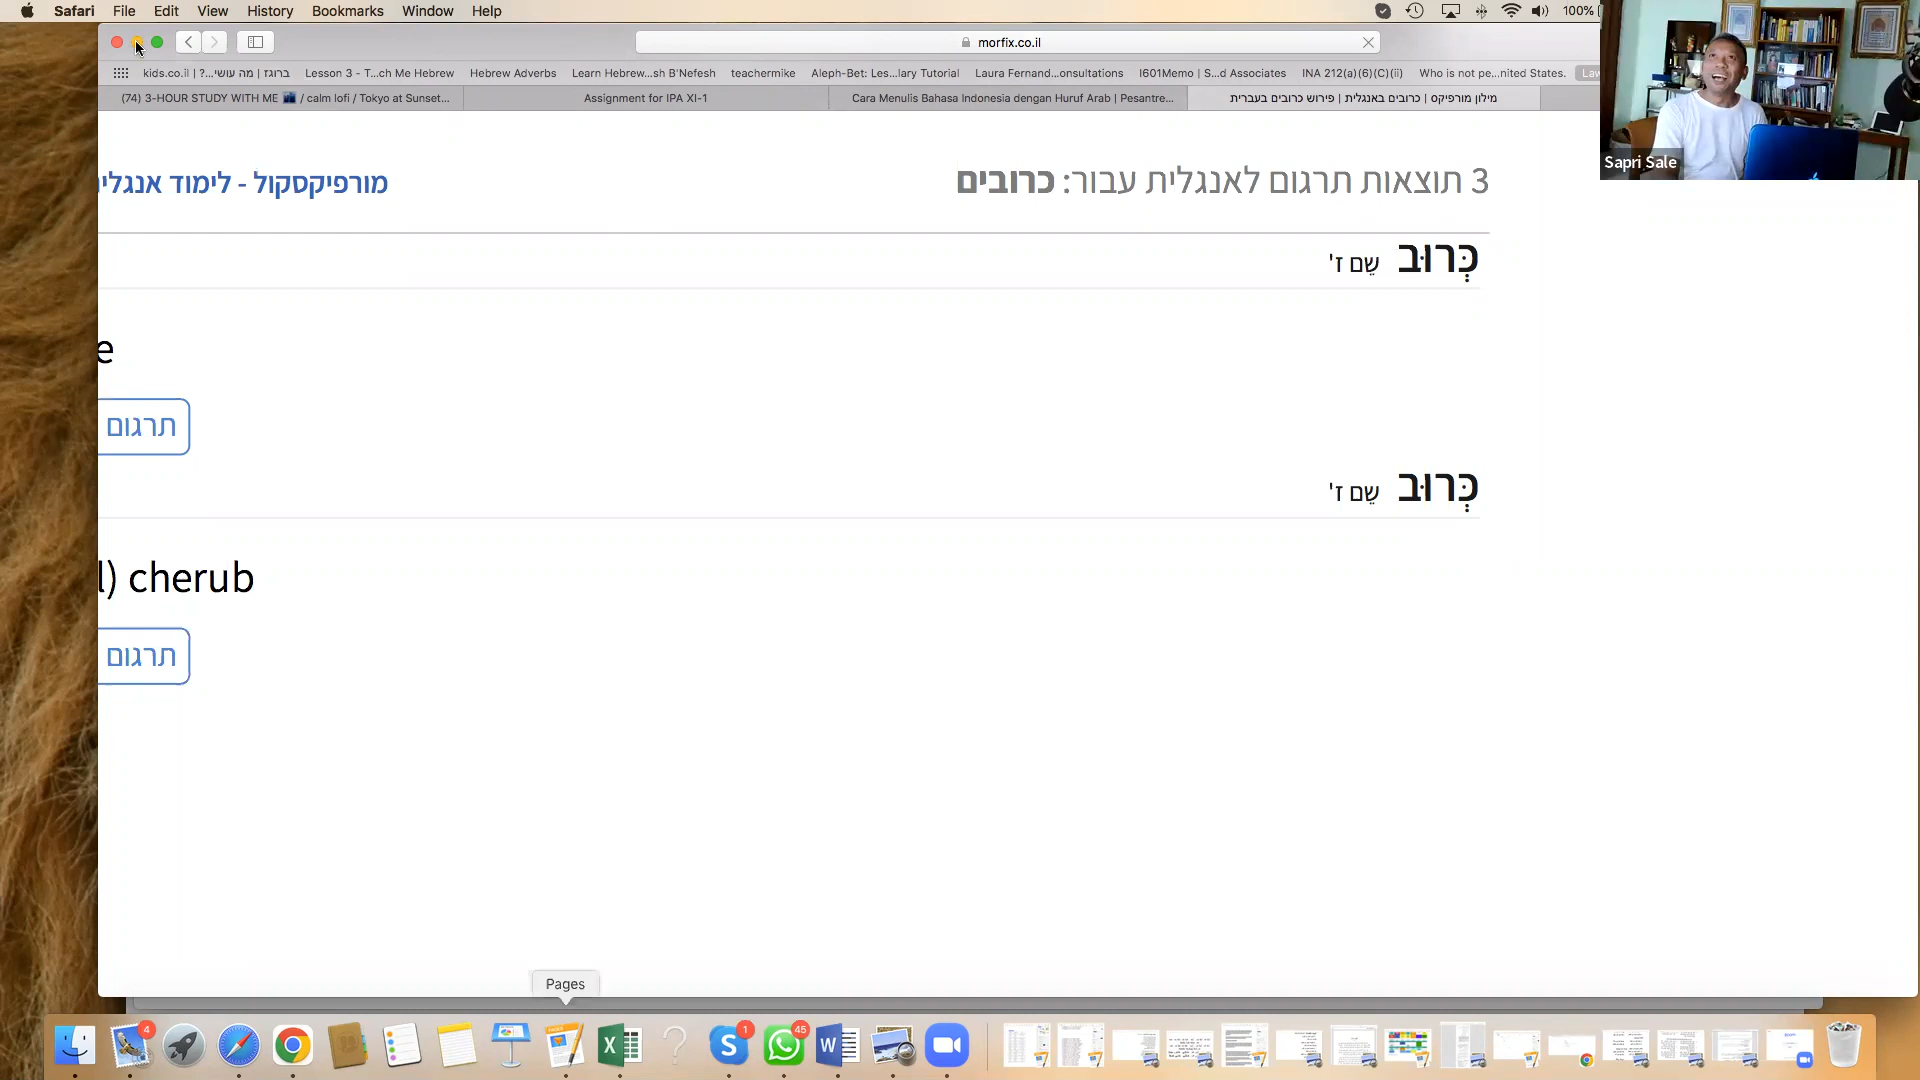 Safari File Edit View History Bookmarks Window Help 100%
morfix.co.il
ברוגז | מה עושי...? | kids.co.il Lesson 3 - T...ch Me Hebrew Hebrew Adverbs Learn Hebrew...sh B'Nefesh teachermike Aleph-Bet: Les...lary Tutorial Laura Fernand...onsultations I601Memo | S...d Associates INA 212(a)(6)(C)(ii) Who is not pe...nited States. Lav
(74) 3-HOUR STUDY WITH ME 🌃 / calm lofi / Tokyo at Sunset... Assignment for IPA XI-1 Cara Menulis Bahasa Indonesia dengan Huruf Arab | Pesantre... מילון מורפיקס | כרובים באנגלית | פירוש כרובים בעברית
Sapri Sale
3 תוצאות תרגום לאנגלית עבור: כרובים
מורפיקסקול - לימוד אנגלי
כְּרוּב שֵׁם ז'
e
תרגום
כְּרוּב שֵׁם ז'
l) cherub
תרגום
Pages
4
1
45